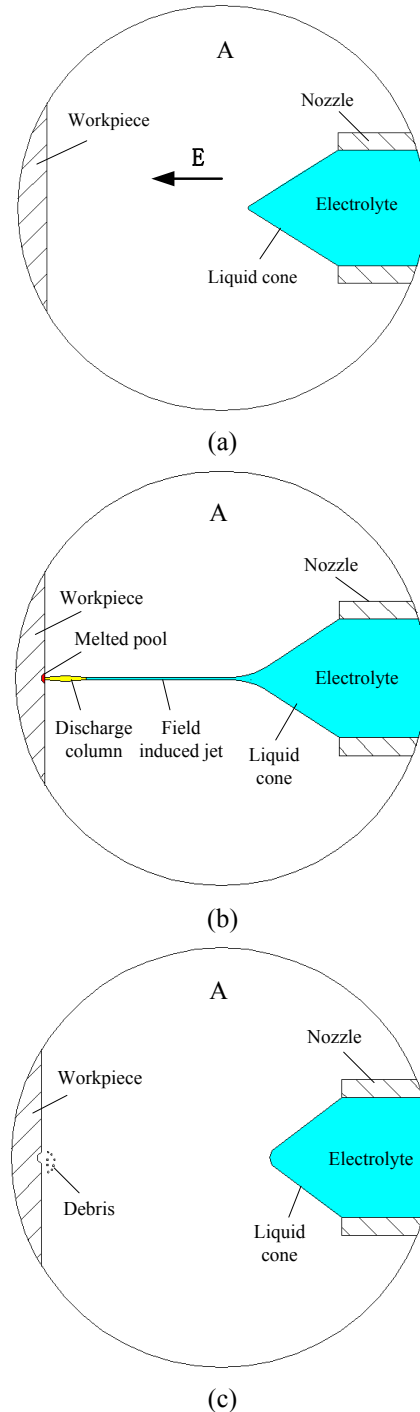 A
Workpiece
Nozzle
E
Electrolyte
Liquid cone
(a)
A
Nozzle
Workpiece
Melted pool
Electrolyte
Discharge
column
Field
induced jet
Liquid
cone
(b)
A
Nozzle
Workpiece
Electrolyte
Debris
Liquid
cone
(c)